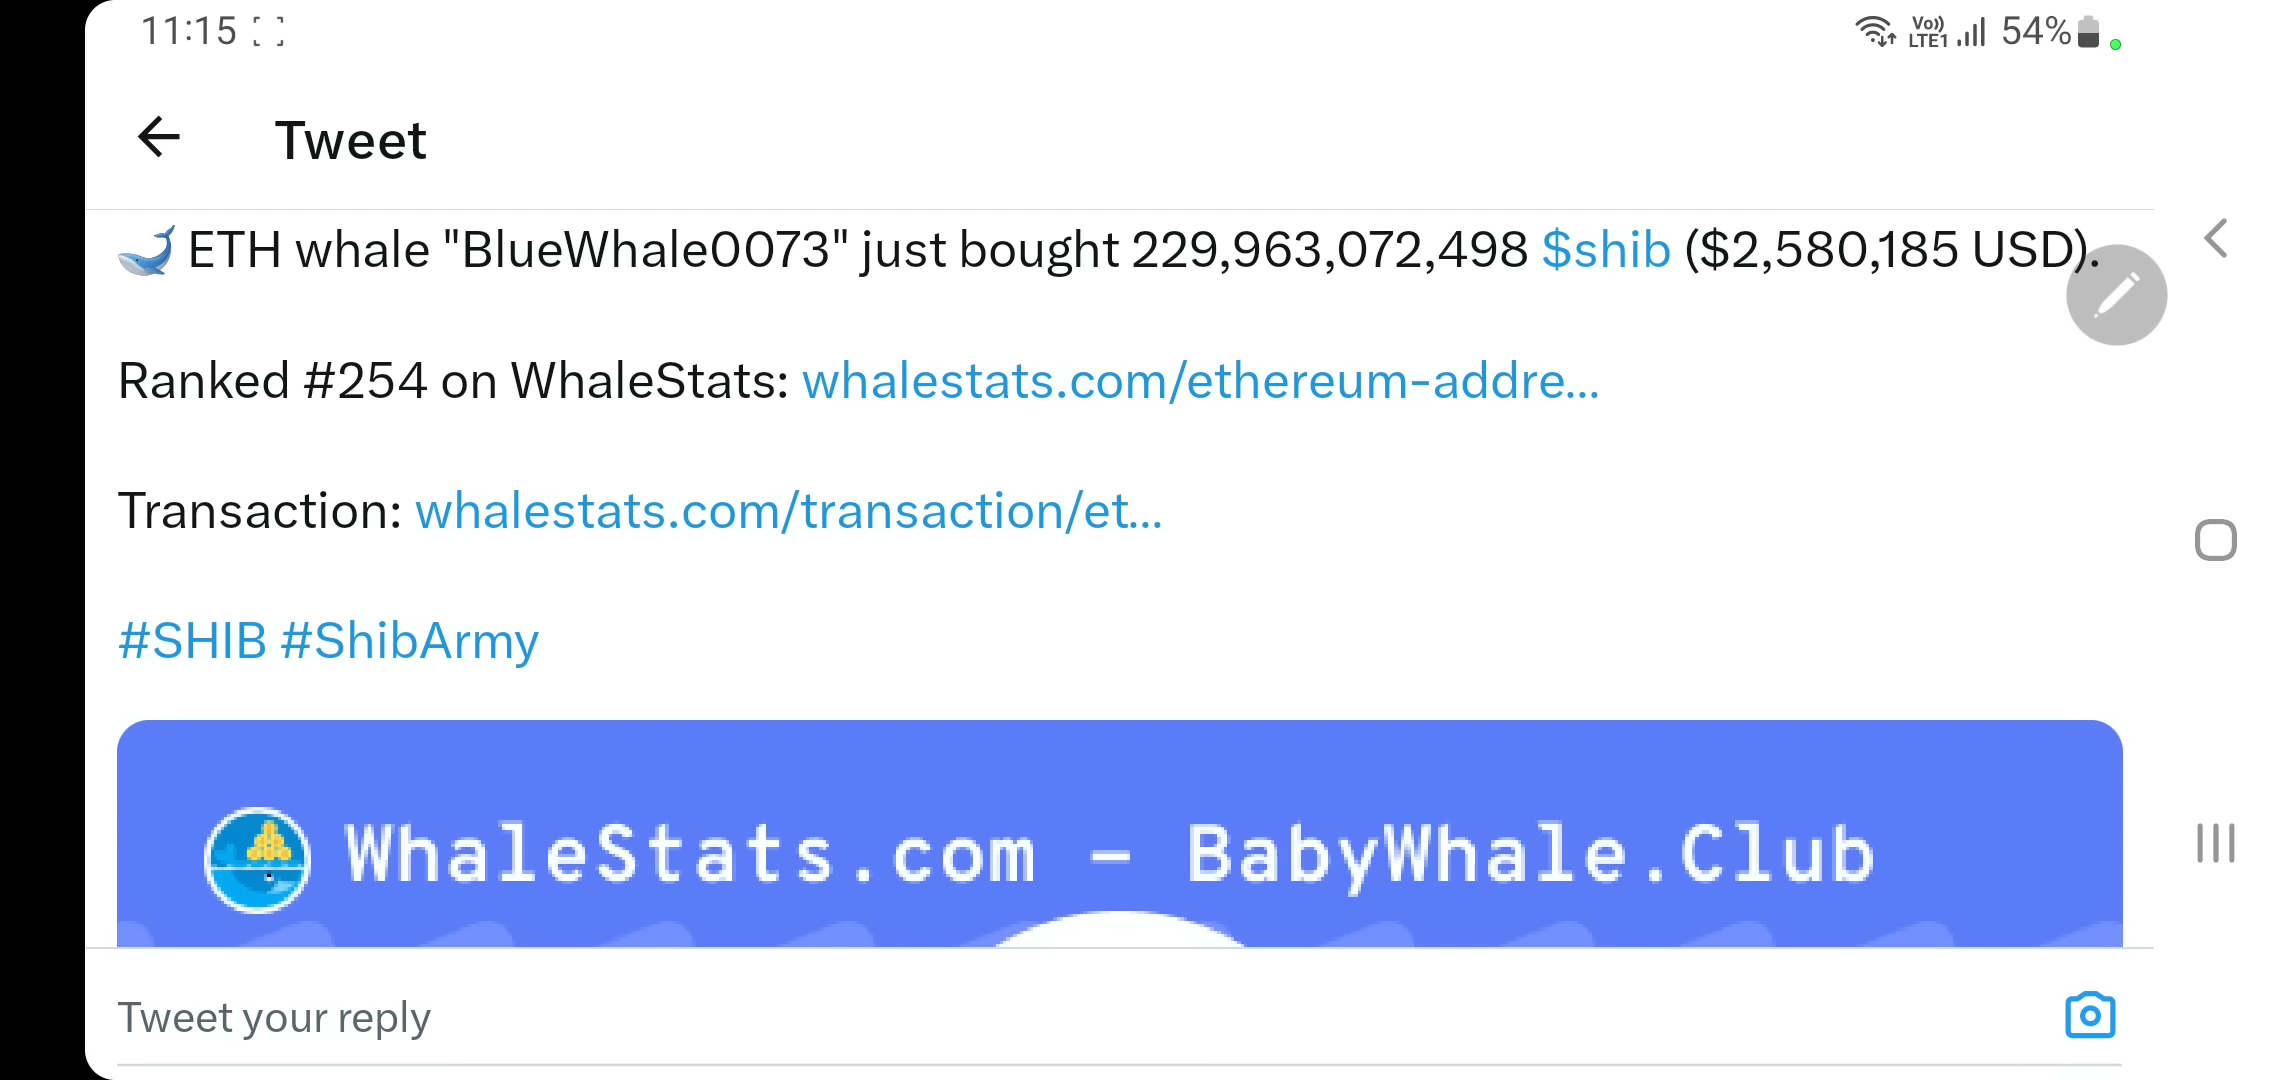 11:15 Vo)) LTE1 54%
Tweet
ETH whale "BlueWhale0073" just bought 229,963,072,498 $shib ($2,580,185 USD).
Ranked #254 on WhaleStats: whalestats.com/ethereum-addre...
Transaction: whalestats.com/transaction/et...
#SHIB #ShibArmy
WhaleStats.com - BabyWhale.Club
Tweet your reply